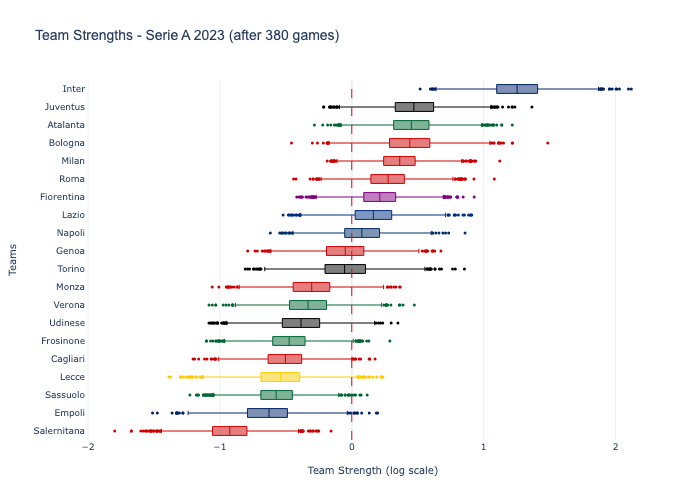 Team Strengths - Serie A 2023 (after 380 games)
Inter
Juventus
Atalanta
Bologna
Milan
Roma
Fiorentina
Lazio
Napoli
Genoa
Torino
Monza
Verona
Udinese
Frosinone
Cagliari
Lecce
Sassuolo
Empoli
Salernitana
Teams
−2 −1 0 1 2
Team Strength (log scale)